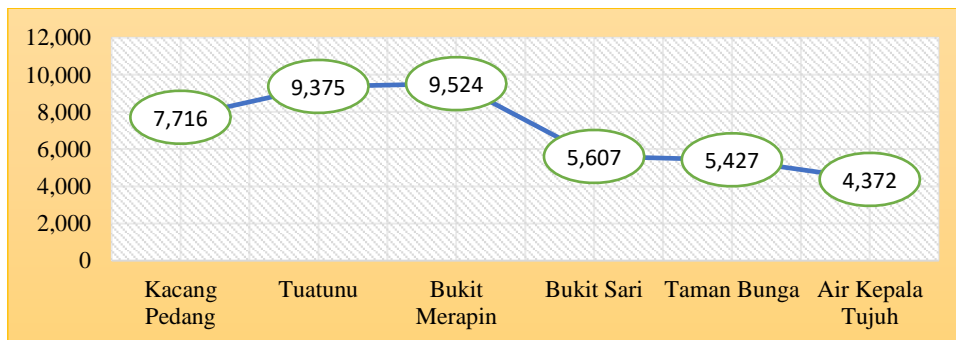 12,000
10,000
8,000
6,000
4,000
2,000
0
7,716
9,375
9,524
5,607
5,427
4,372
Kacang
Pedang
Tuatunu
Bukit
Merapin
Bukit Sari
Taman Bunga
Air Kepala
Tujuh